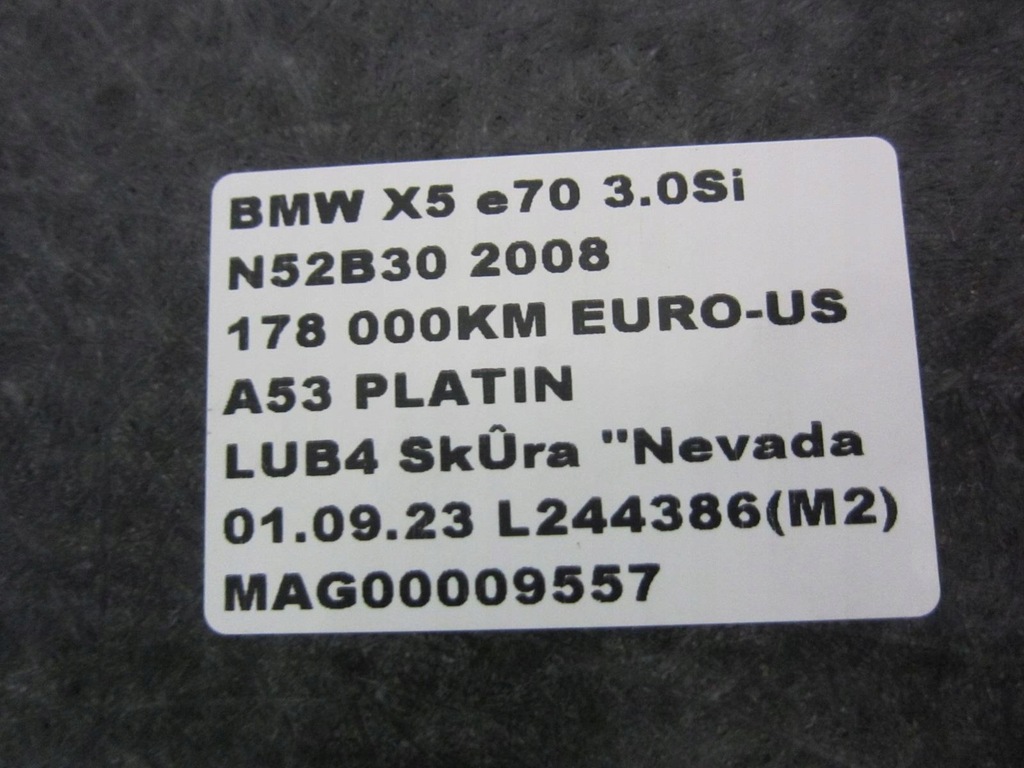 BMW X5 e70 3.0Si
N52B30 2008
178 000KM EURO-US
A53 PLATIN
LUB4 SkÛra "Nevada
01.09.23 L244386(M2)
MAG00009557